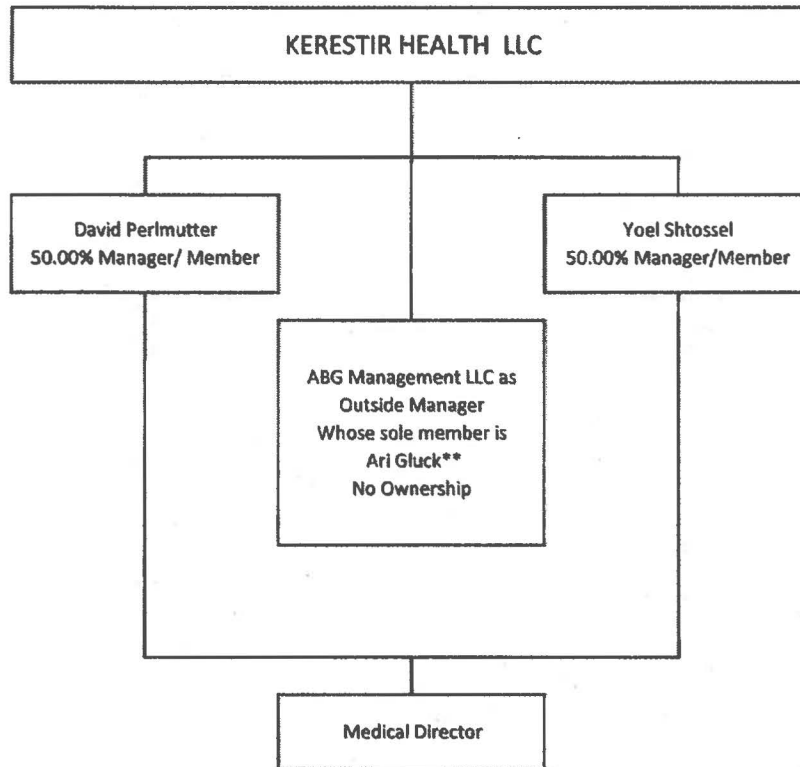 KERESTIR HEALTH LLC
David Perlmutter
50.00% Manager/ Member
Yoel Shtossel
50.00% Manager/Member
ABG Management LLC as
Outside Manager
Whose sole member is
Ari Gluck**
No Ownership
Medical Director